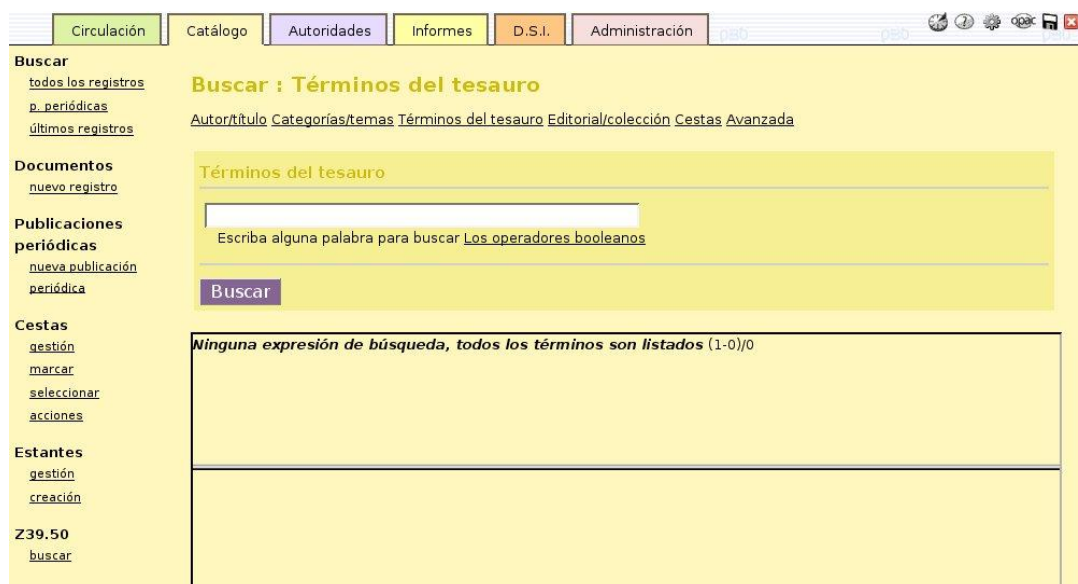 Circulación Catálogo Autoridades Informes D.S.I. Administración opac
Buscar
todos los registros
p. periódicas
últimos registros
Documentos
nuevo registro
Publicaciones
periódicas
nueva publicación
periódica
Cestas
gestión
marcar
seleccionar
acciones
Estantes
gestión
creación
Z39.50
buscar
Buscar : Términos del tesauro
Autor/título Categorías/temas Términos del tesauro Editorial/colección Cestas Avanzada
Términos del tesauro
Escriba alguna palabra para buscar Los operadores booleanos
Buscar
Ninguna expresión de búsqueda, todos los términos son listados (1-0)/0